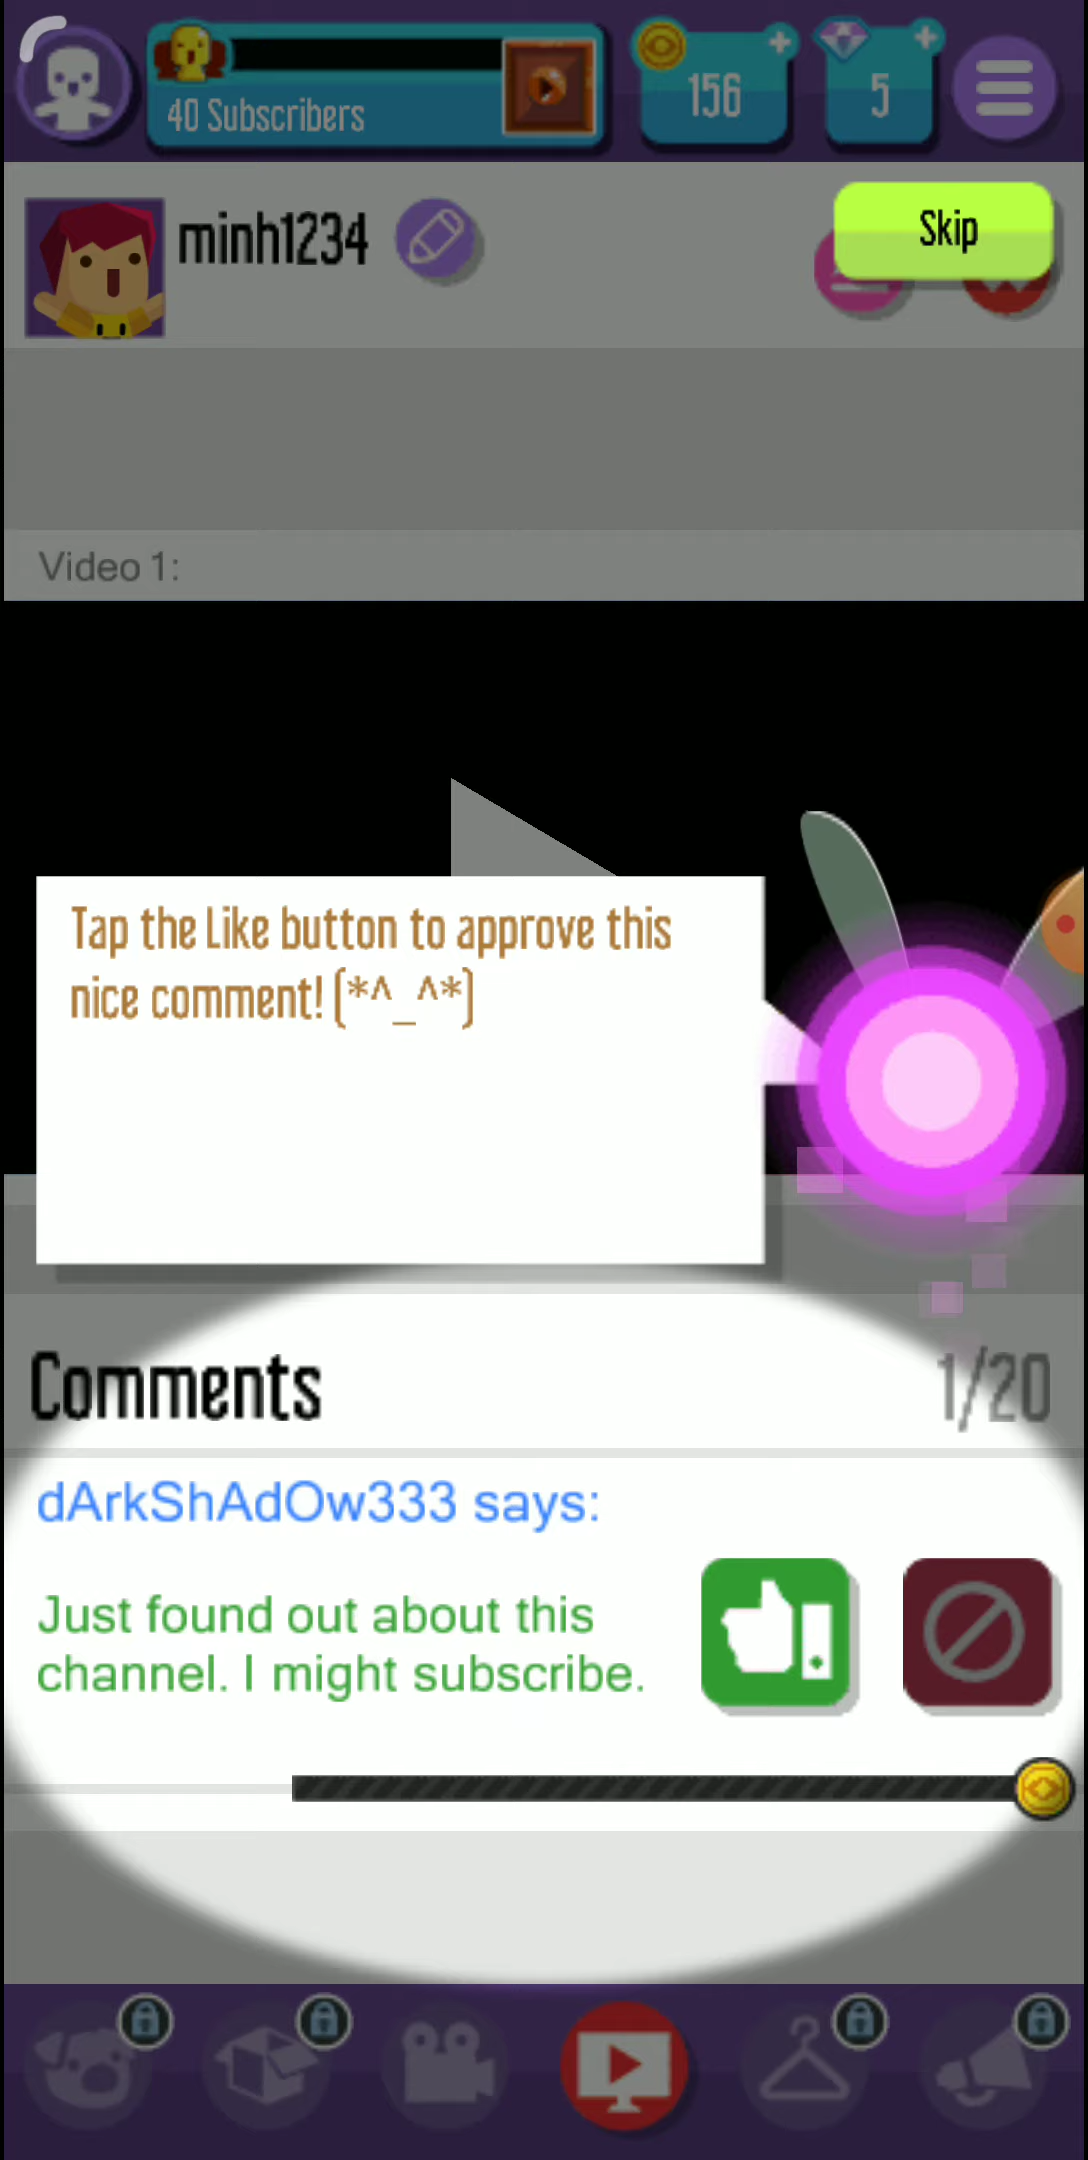 40 Subscribers
156
5
minh1234
Skip
Video 1:
Tap the Like button to approve this
nice comment! (*^_^*)
Comments
1/20
dArkShAdOw333 says:
Just found out about this
channel. I might subscribe.